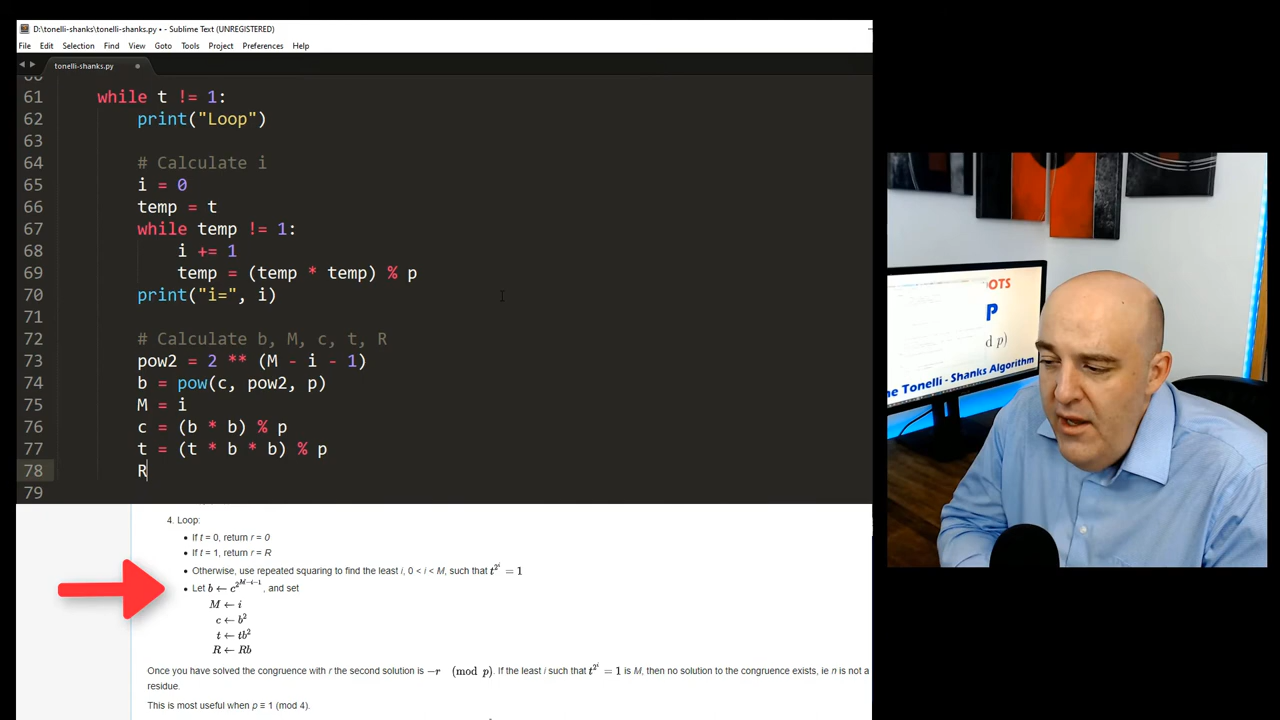 D:\tonelli-shanks\tonelli-shanks.py • - Sublime Text (UNREGISTERED)
File Edit Selection Find View Goto Tools Project Preferences Help
tonelli-shanks.py
61 while t != 1:
62 print("Loop")
63
64 # Calculate i
65 i = 0
66 temp = t
67 while temp != 1:
68 i += 1
69 temp = (temp * temp) % p
70 print("i=", i)
71
72 # Calculate b, M, c, t, R
73 pow2 = 2 ** (M - i - 1)
74 b = pow(c, pow2, p)
75 M = i
76 c = (b * b) % p
77 t = (t * b * b) % p
78 R
79
4. Loop:
• If t = 0, return r = 0
• If t = 1, return r = R
• Otherwise, use repeated squaring to find the least i, 0 < i < M, such that t^{2^i} = 1
• Let b ← c^{2^{M−i−1}}, and set
M ← i
c ← b²
t ← tb²
R ← Rb
Once you have solved the congruence with r the second solution is −r (mod p). If the least i such that t^{2^i} = 1 is M, then no solution to the congruence exists, ie n is not a
residue.
This is most useful when p ≡ 1 (mod 4).
OTS
P
d p)
ne Tonelli - Shanks Algorithm